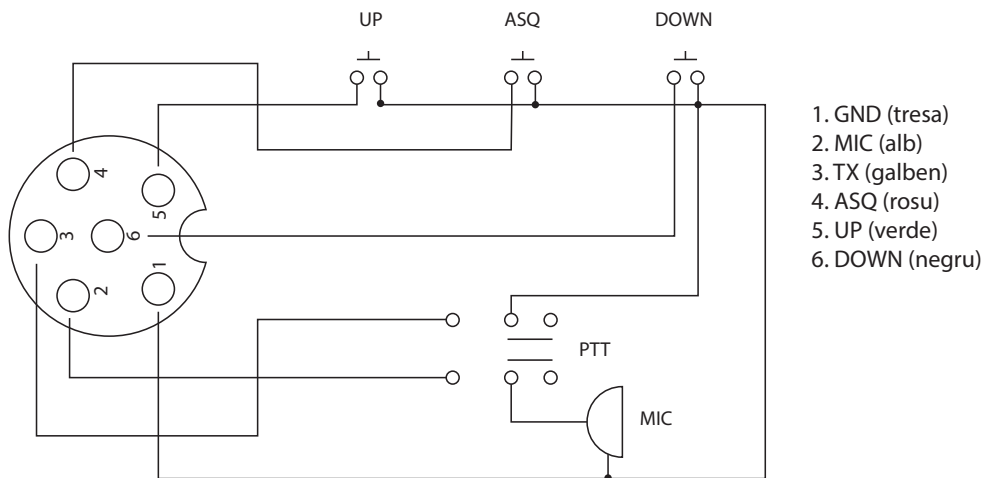 UP
ASQ
DOWN
4
5
3
6
2
1
PTT
MIC
1. GND (tresa)
2. MIC (alb)
3. TX (galben)
4. ASQ (rosu)
5. UP (verde)
6. DOWN (negru)